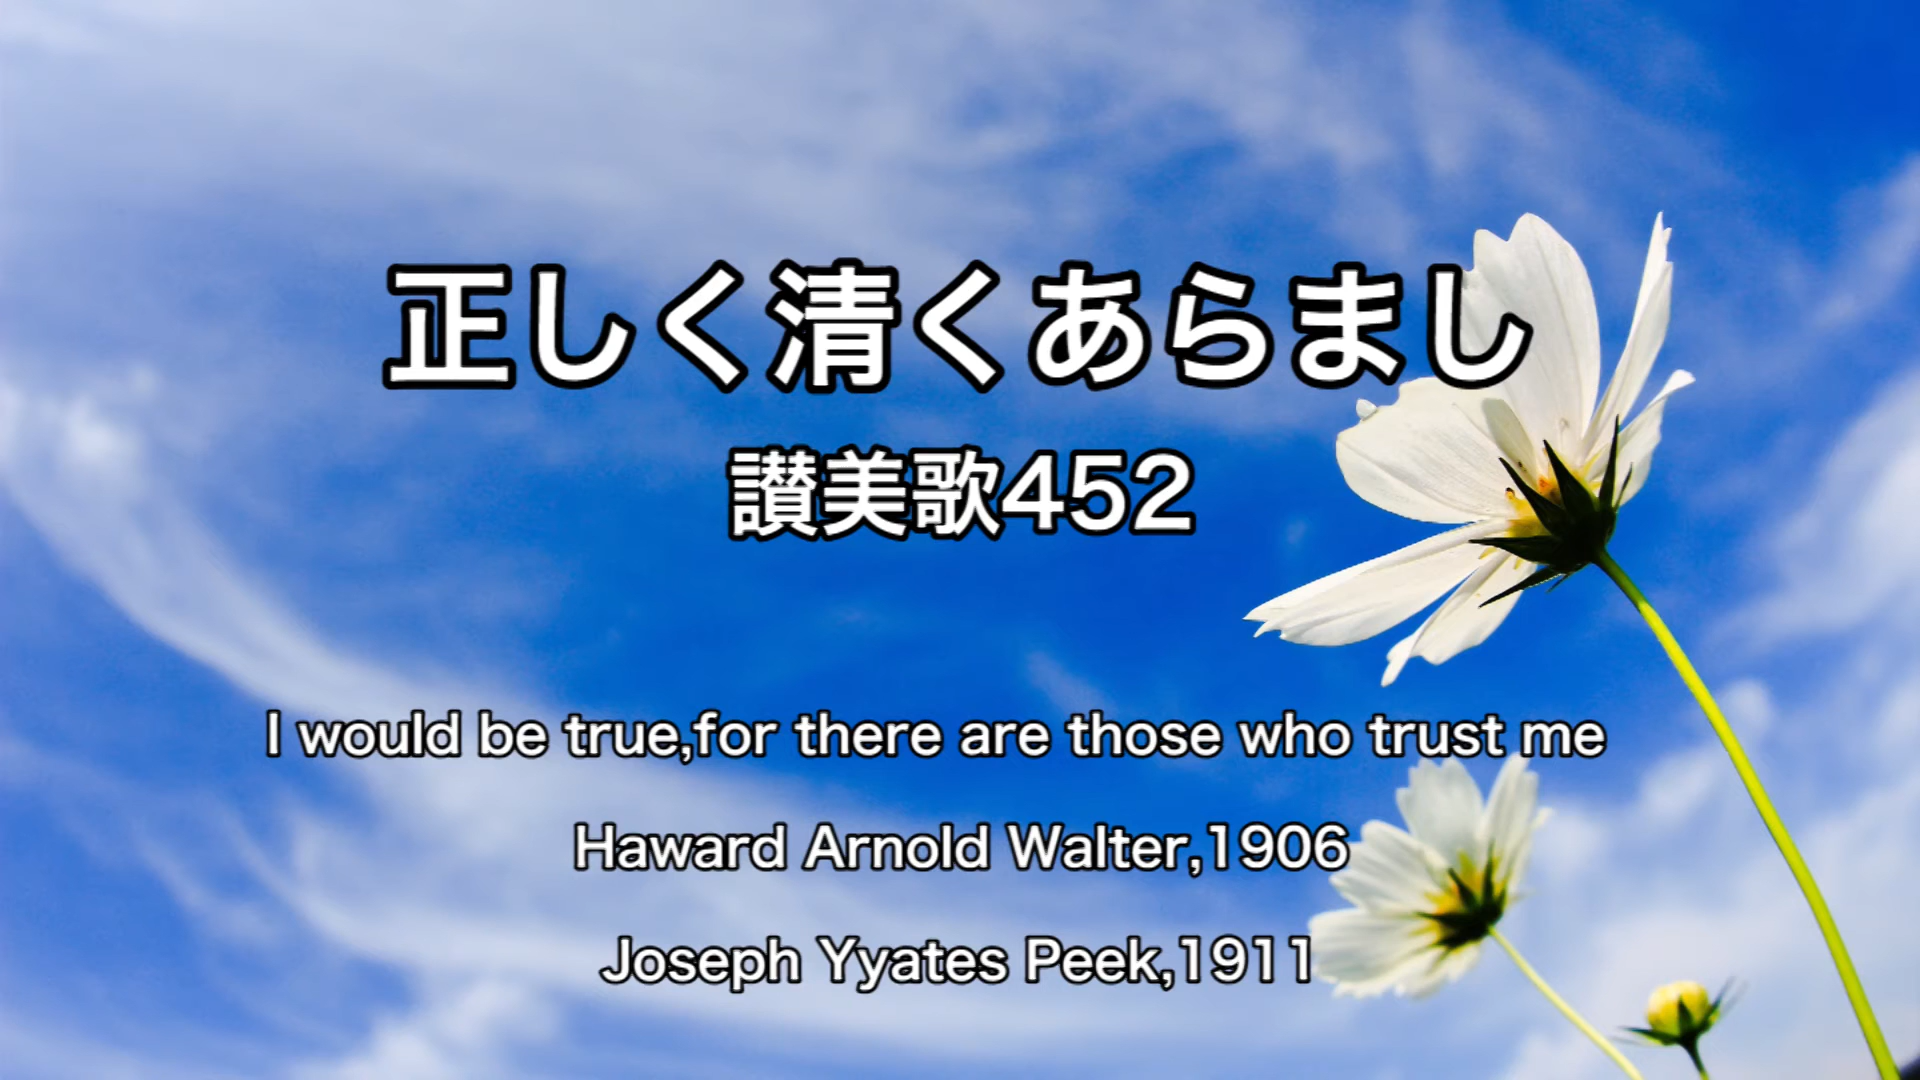 正しく清くあらまし
讃美歌452
I would be true,for there are those who trust me
Haward Arnold Walter,1906
Joseph Yyates Peek,1911